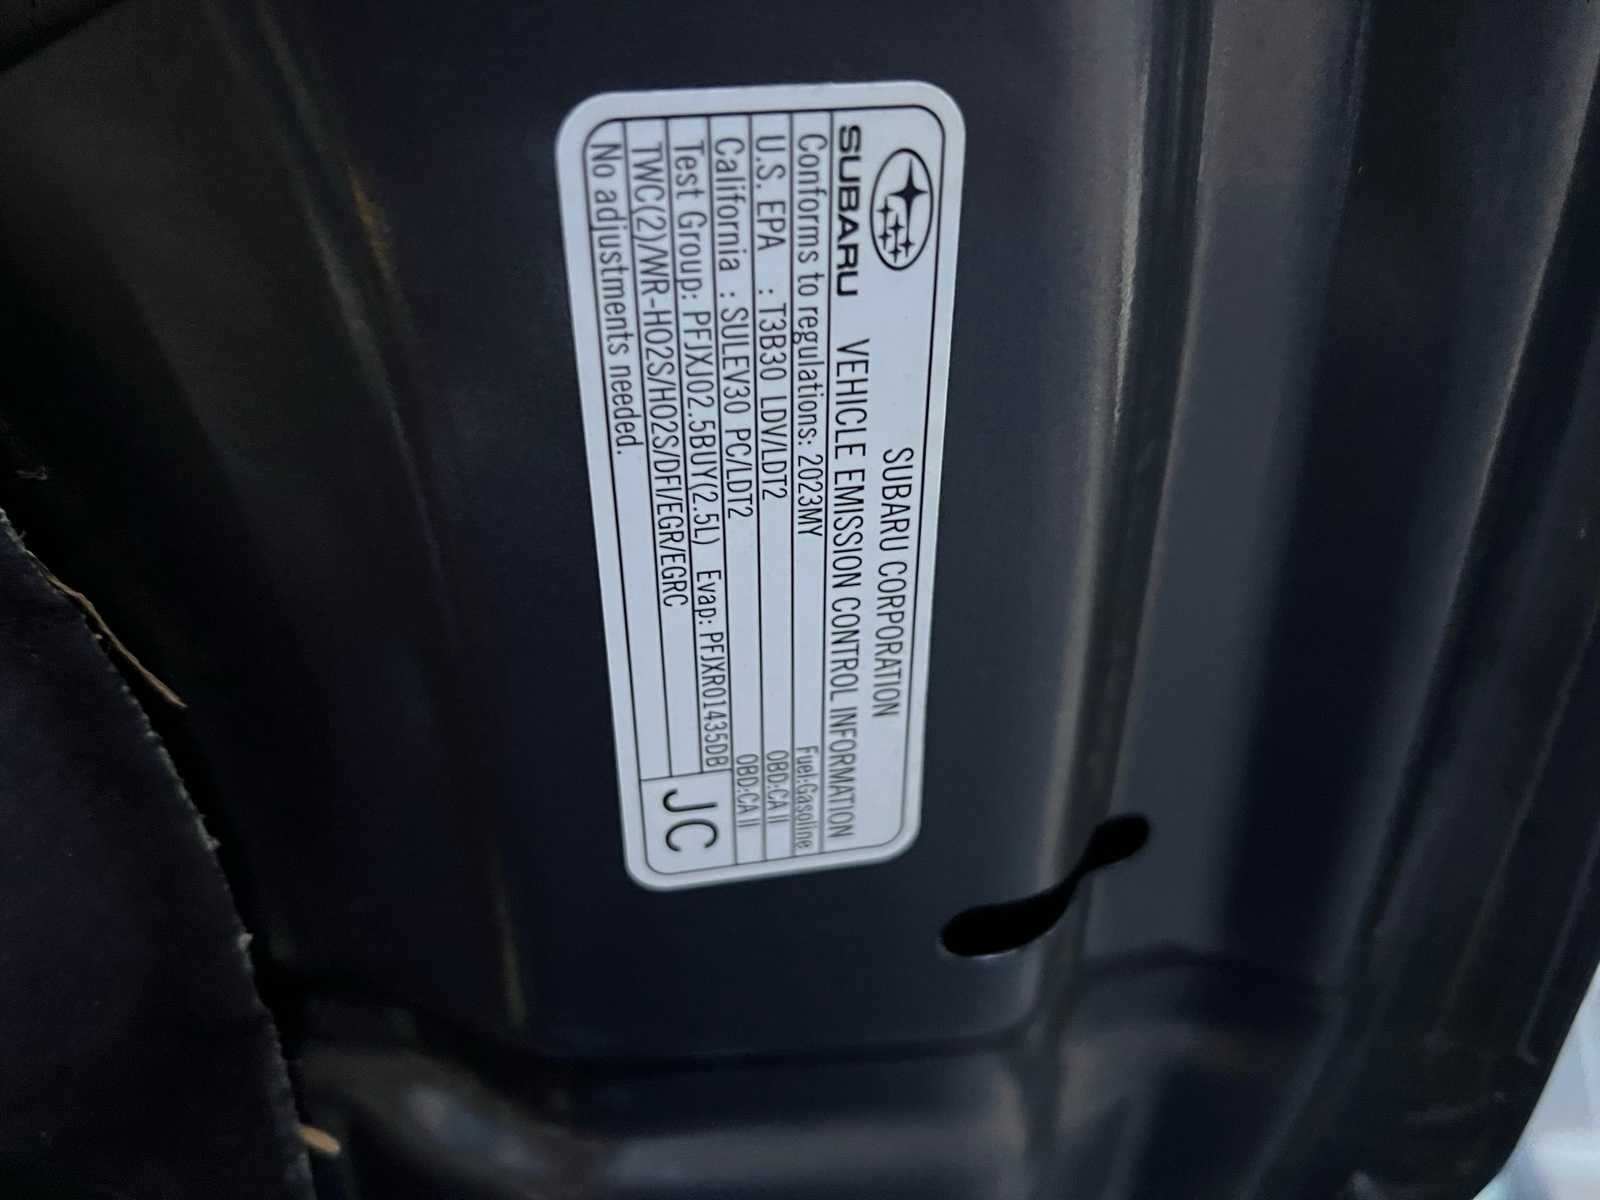 SUBARU CORPORATION
SUBARU VEHICLE EMISSION CONTROL INFORMATION
Conforms to regulations: 2023MY Fuel:Gasoline
U.S. EPA : T3B30 LDV/LDT2 OBD:CA II
California : SULEV30 PC/LDT2 OBD:CA II
Test Group: PFJXJ02.5BUY(2.5L) Evap: PFJXR01435DB
TWC(2)/WR-HO2S/HO2S/DFI/EGR/EGRC
No adjustments needed.
JC